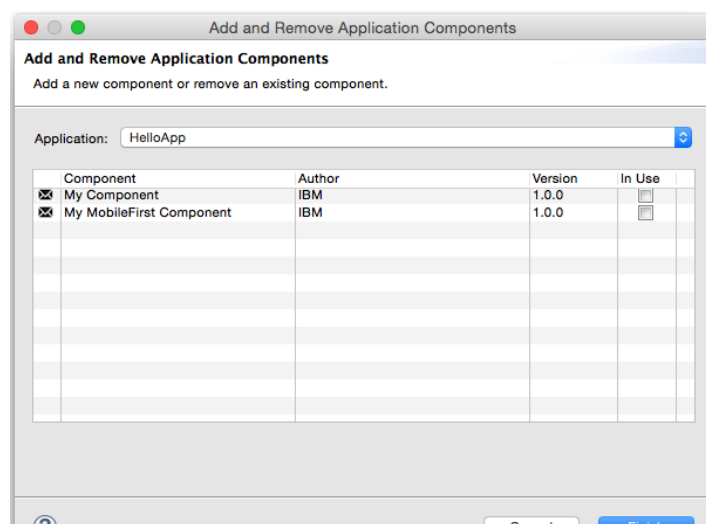 Add and Remove Application Components
Add and Remove Application Components
Add a new component or remove an existing component.
Application: HelloApp
Component Author Version In Use
My Component IBM 1.0.0
My MobileFirst Component IBM 1.0.0